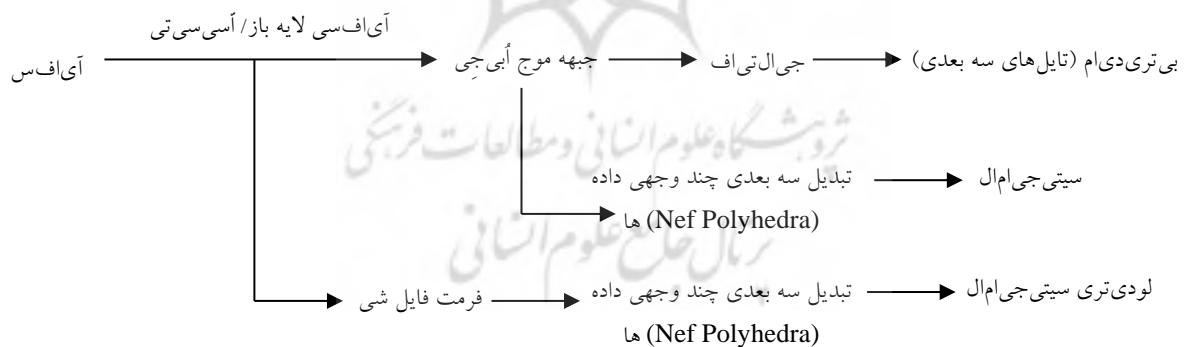 آی‌اف‌سی لایه باز/ اُسی‌سی‌تی
آی‌اف‌س
جبهه موج اُبی‌جِی
جی‌ال‌تی‌اف
بی‌تری‌دی‌ام (تایل‌های سه بعدی)
پژوهشگاه علوم انسانی و مطالعات فرهنگی
تبدیل سه بعدی چند وجهی داده
ها (Nef Polyhedra)
سیتی‌جی‌ام‌ال
پرتال جامع علوم انسانی
فرمت فایل شی
تبدیل سه بعدی چند وجهی داده
ها (Nef Polyhedra)
لودی‌تری سیتی‌جی‌ام‌ال